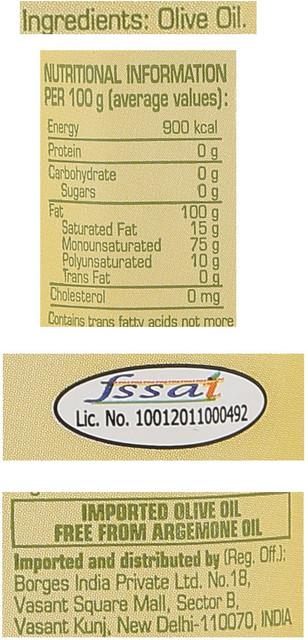 Ingredients: Olive Oil.
NUTRITIONAL INFORMATION
PER 100 g (average values):
Energy 900 kcal
Protein 0 g
Carbohydrate 0 g
Sugars 0 g
Fat 100 g
Saturated Fat 15 g
Monounsaturated 75 g
Polyunsaturated 10 g
Trans Fat 0 g
Cholesterol 0 mg
Contains trans fatty acids not more
fssai
Lic. No. 10012011000492
IMPORTED OLIVE OIL
FREE FROM ARGEMONE OIL
Imported and distributed by (Reg. Off.):
Borges India Private Ltd. No.18,
Vasant Square Mall, Sector B,
Vasant Kunj, New Delhi-110070, INDIA